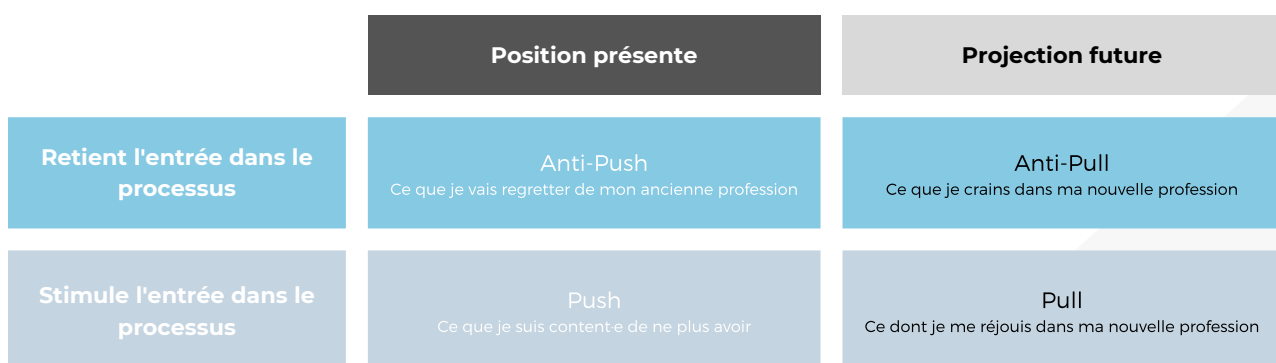 Position présente
Projection future
Retient l'entrée dans le
processus
Anti-Push
Ce que je vais regretter de mon ancienne profession
Anti-Pull
Ce que je crains dans ma nouvelle profession
Stimule l'entrée dans le
processus
Push
Ce que je suis content·e de ne plus avoir
Pull
Ce dont je me réjouis dans ma nouvelle profession